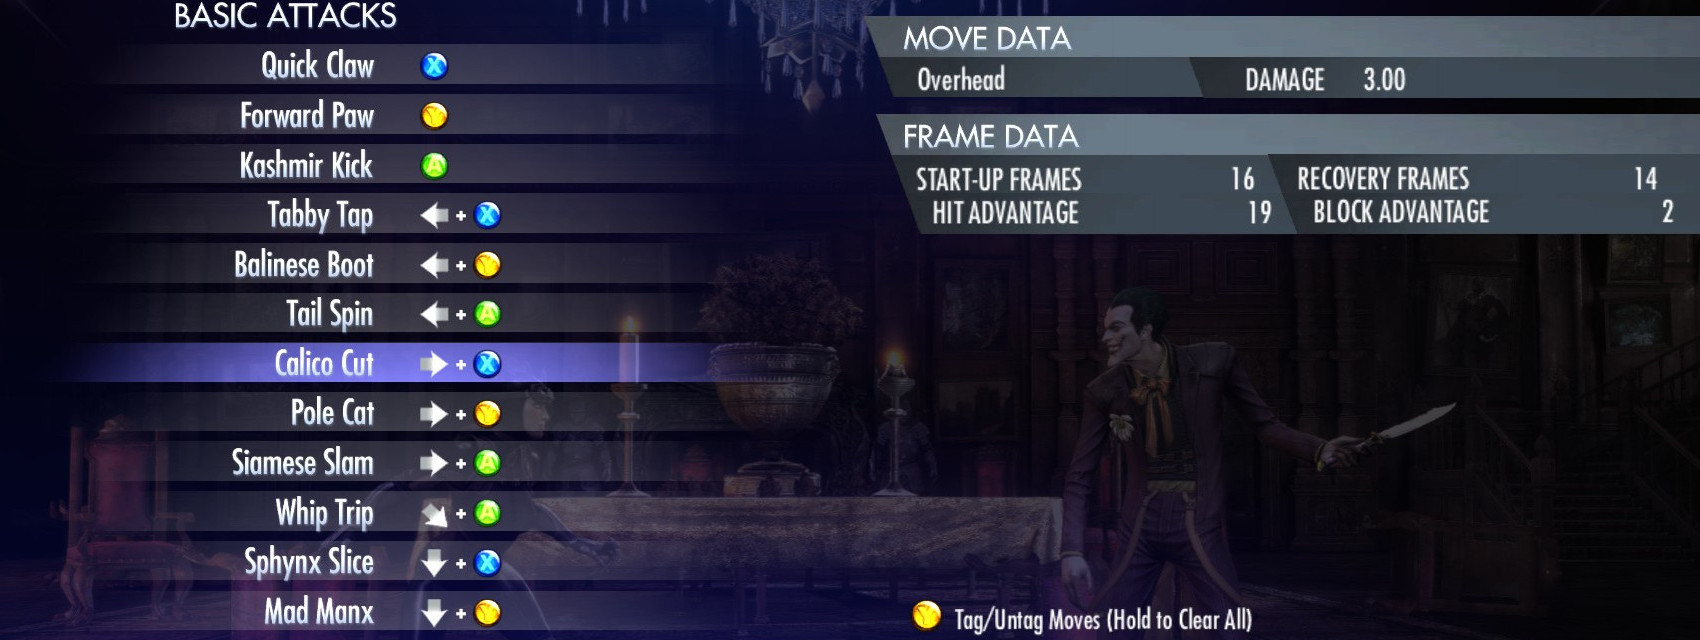 BASIC ATTACKS
Quick Claw X
Forward Paw Y
Kashmir Kick A
Tabby Tap + X
Balinese Boot + Y
Tail Spin + A
Calico Cut + X
Pole Cat + Y
Siamese Slam + A
Whip Trip + A
Sphynx Slice + X
Mad Manx + Y
MOVE DATA
Overhead DAMAGE 3.00
FRAME DATA
START-UP FRAMES 16 RECOVERY FRAMES 14
HIT ADVANTAGE 19 BLOCK ADVANTAGE 2
Y Tag/Untag Moves (Hold to Clear All)